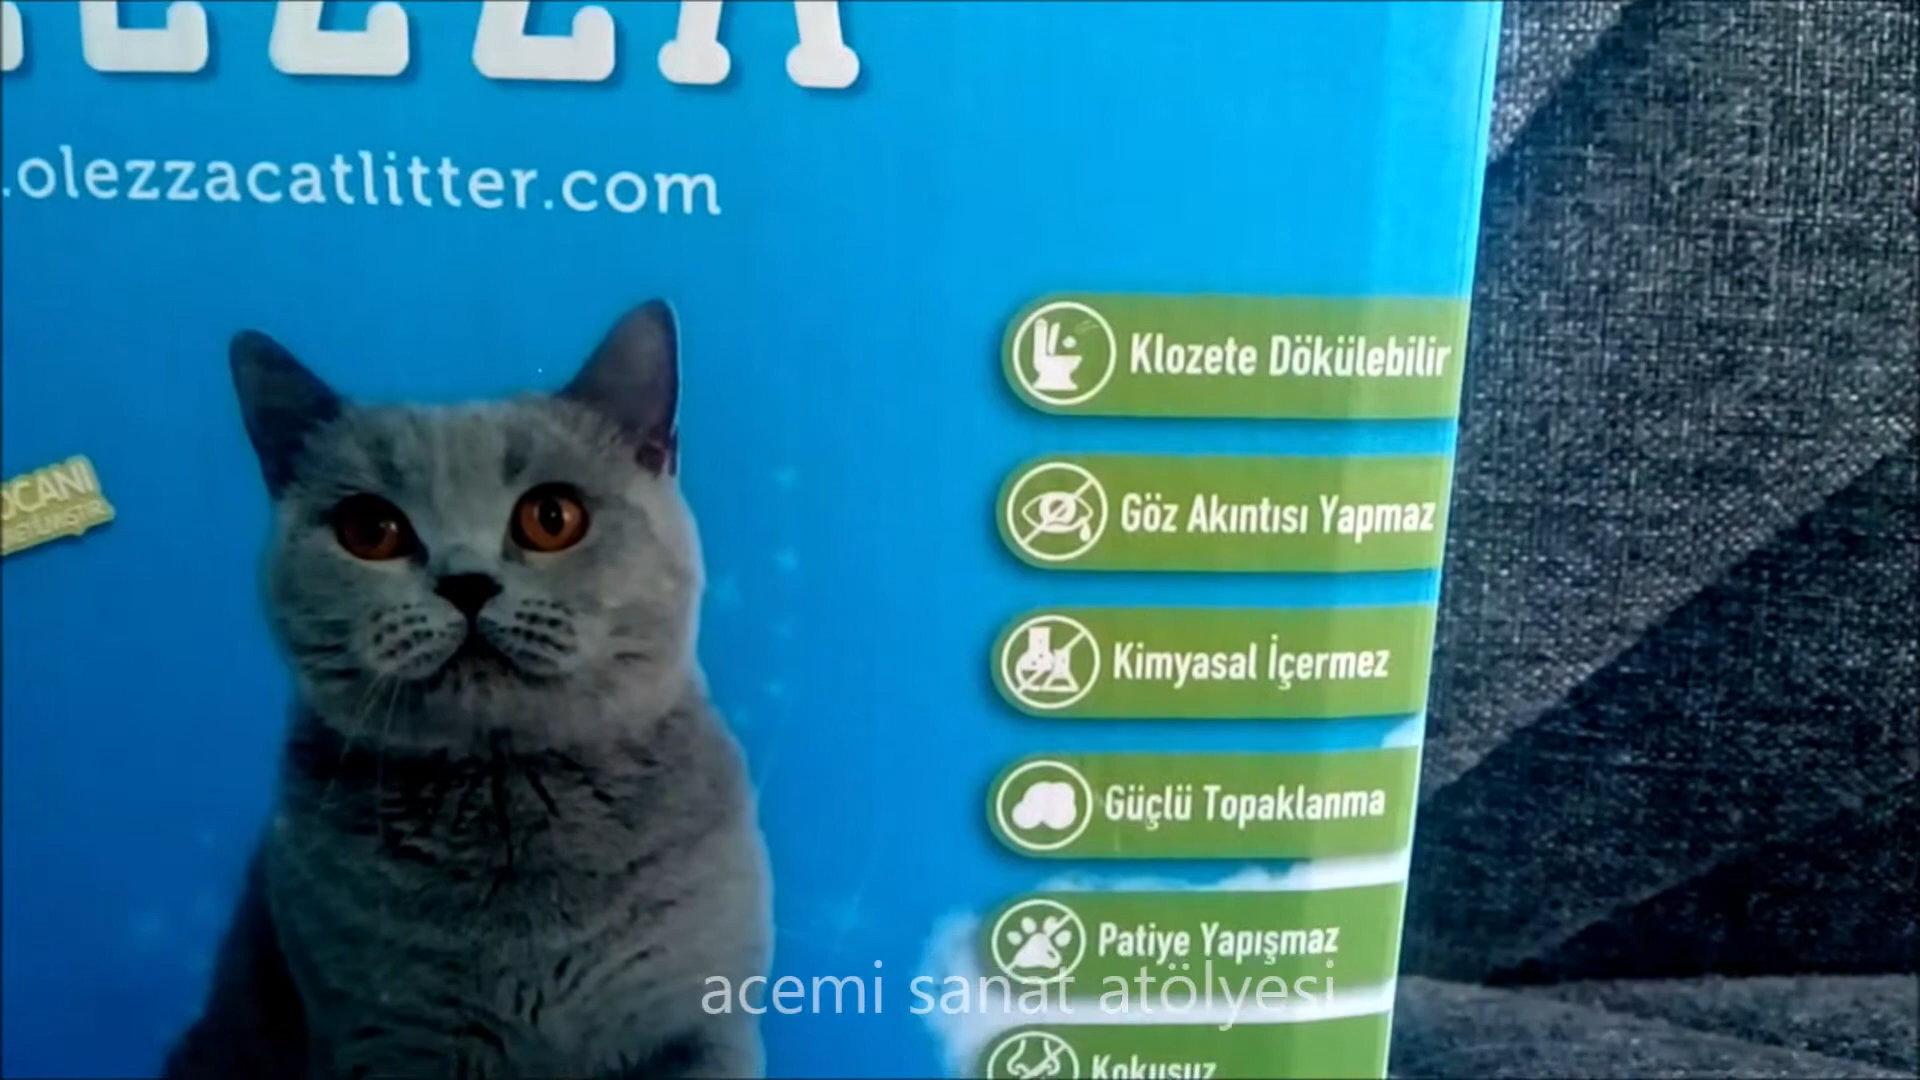 .olezzacatlitter.com
Klozete Dökülebilir
Göz Akıntısı Yapmaz
Kimyasal İçermez
Güçlü Topaklanma
Patiye Yapışmaz
acemi sanat atölyesi
Kokusuz